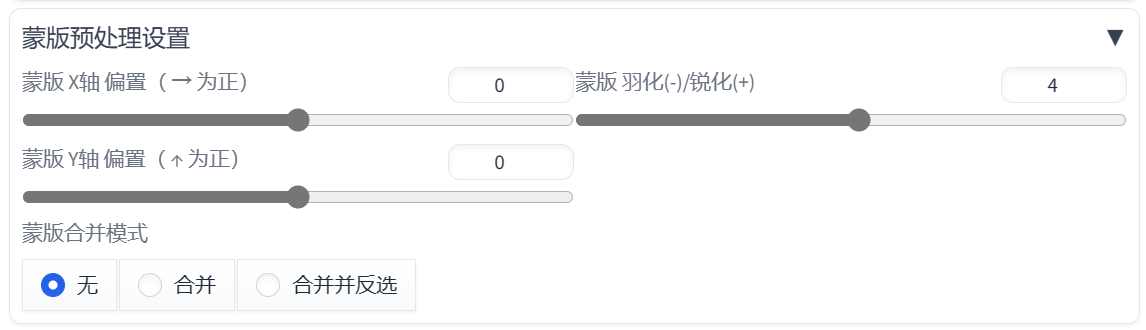 蒙版预处理设置 ▼
蒙版 X轴 偏置（→ 为正） 0 蒙版 羽化(-)/锐化(+) 4
蒙版 Y轴 偏置（↑ 为正） 0
蒙版合并模式
无 合并 合并并反选